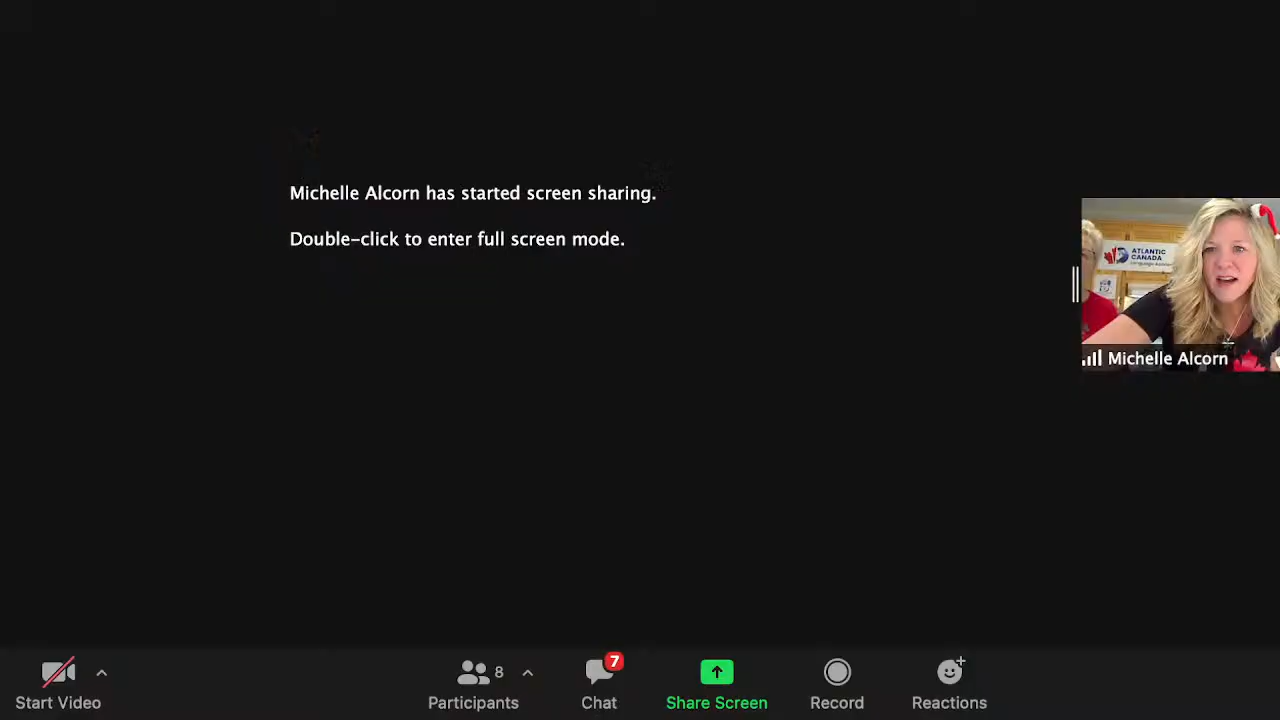 Michelle Alcorn has started screen sharing.
Double-click to enter full screen mode.
ATLANTIC
CANADA
Michelle Alcorn
8
7
Start Video
Participants
Chat
Share Screen
Record
Reactions